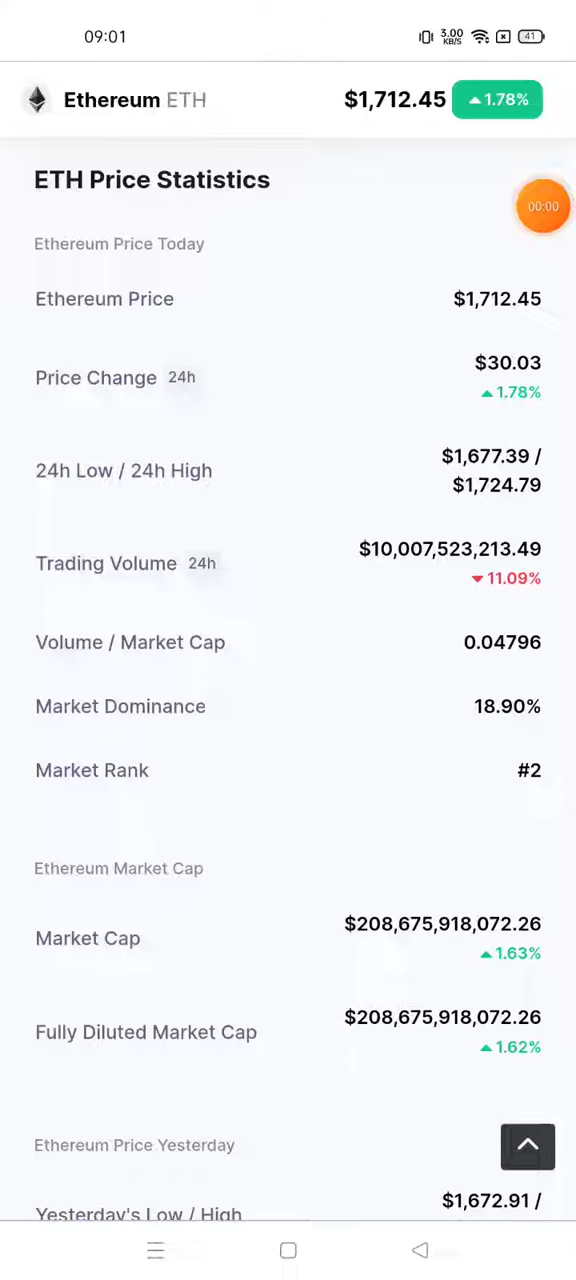 09:01
3.00
KB/S
41
Ethereum ETH
$1,712.45
1.78%
ETH Price Statistics
00:00
Ethereum Price Today
Ethereum Price
$1,712.45
Price Change 24h
$30.03
1.78%
24h Low / 24h High
$1,677.39 /
$1,724.79
Trading Volume 24h
$10,007,523,213.49
11.09%
Volume / Market Cap
0.04796
Market Dominance
18.90%
Market Rank
#2
Ethereum Market Cap
Market Cap
$208,675,918,072.26
1.63%
Fully Diluted Market Cap
$208,675,918,072.26
1.62%
Ethereum Price Yesterday
Yesterday's Low / High
$1,672.91 /